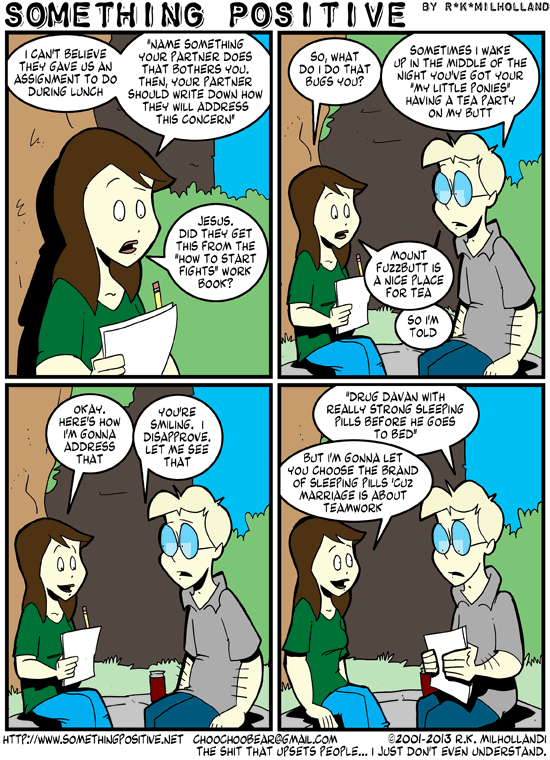 SOMETHING POSITIVE BY R*K*MILHOLLAND
I CAN'T BELIEVE
THEY GAVE US AN
ASSIGNMENT TO DO
DURING LUNCH
"NAME SOMETHING
YOUR PARTNER DOES
THAT BOTHERS YOU.
THEN, YOUR PARTNER
SHOULD WRITE DOWN HOW
THEY WILL ADDRESS
THIS CONCERN"
JESUS.
DID THEY GET
THIS FROM THE
"HOW TO START
FIGHTS" WORK
BOOK?
SO, WHAT
DO I DO THAT
BUGS YOU?
SOMETIMES I WAKE
UP IN THE MIDDLE OF THE
NIGHT YOU'VE GOT YOUR
"MY LITTLE PONIES"
HAVING A TEA PARTY
ON MY BUTT
MOUNT
FUZZBUTT IS
A NICE PLACE
FOR TEA
SO I'M
TOLD
OKAY.
HERE'S HOW
I'M GONNA
ADDRESS
THAT
YOU'RE
SMILING. I
DISAPPROVE.
LET ME SEE
THAT
"DRUG DAVAN WITH
REALLY STRONG SLEEPING
PILLS BEFORE HE GOES
TO BED"
BUT I'M GONNA LET
YOU CHOOSE THE BRAND
OF SLEEPING PILLS 'CUZ
MARRIAGE IS ABOUT
TEAMWORK
HTTP://WWW.SOMETHINGPOSITIVE.NET CHOOCHOOBEAR@GMAIL.COM ©2001-2013 R.K. MILHOLLAND!
THE SHIT THAT UPSETS PEOPLE... I JUST DON'T EVEN UNDERSTAND.